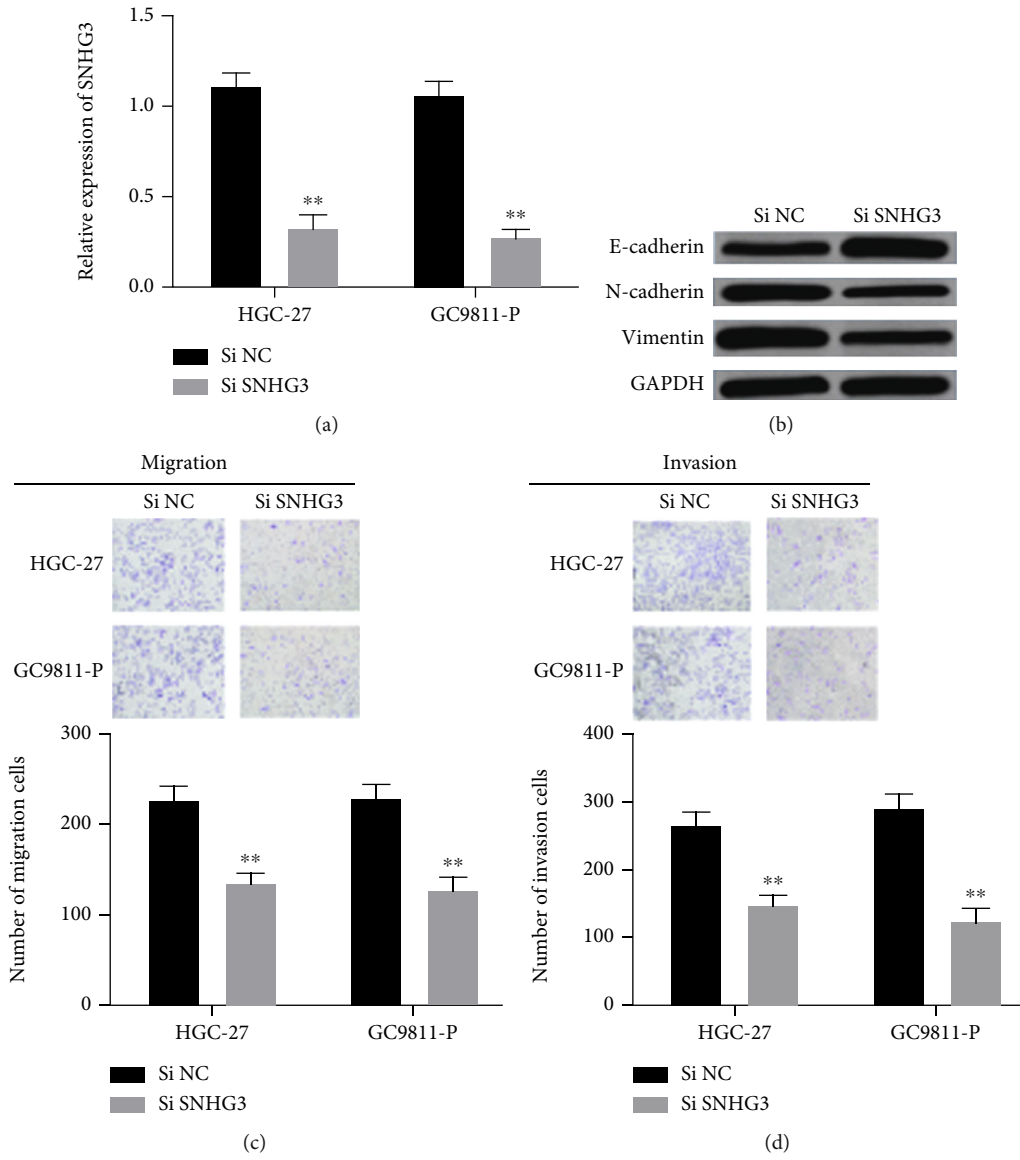 1.5
1.0
0.5
0.0
Relative expression of SNHG3
**
**
HGC-27
GC9811-P
Si NC
Si SNHG3
(a)
Si NC
Si SNHG3
E-cadherin
N-cadherin
Vimentin
GAPDH
(b)
Migration
Si NC
Si SNHG3
HGC-27
GC9811-P
300
200
100
0
Number of migration cells
**
**
HGC-27
GC9811-P
Si NC
Si SNHG3
(c)
Invasion
Si NC
Si SNHG3
HGC-27
GC9811-P
400
300
200
100
0
Number of invasion cells
**
**
HGC-27
GC9811-P
Si NC
Si SNHG3
(d)